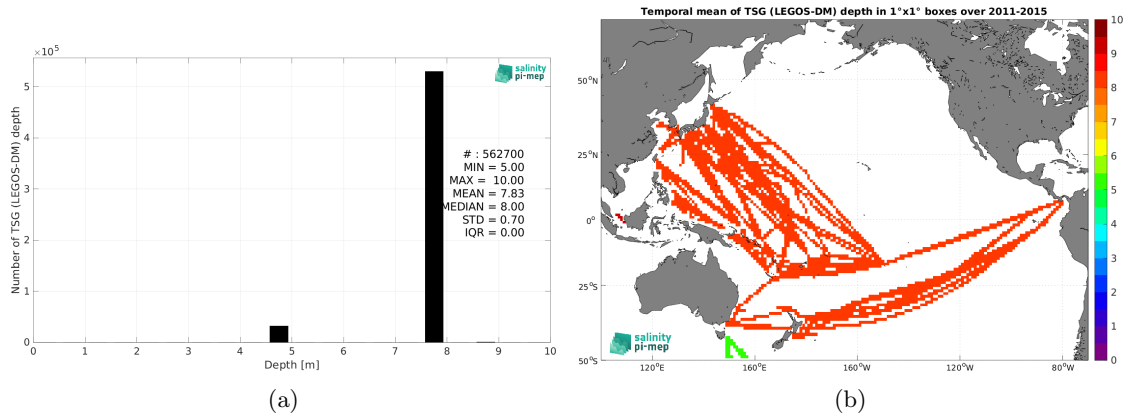 ×10⁵
5
4
3
2
1
0
0 1 2 3 4 5 6 7 8 9 10
Number of TSG (LEGOS-DM) depth
Depth [m]
salinity
pi-mep
# : 562700
MIN = 5.00
MAX = 10.00
MEAN = 7.83
MEDIAN = 8.00
STD = 0.70
IQR = 0.00
(a)
Temporal mean of TSG (LEGOS-DM) depth in 1°x1° boxes over 2011-2015
50°N
25°N
0°
25°S
50°S
120°E 160°E 160°W 120°W 80°W
salinity
pi-mep
10
9
8
7
6
5
4
3
2
1
0
(b)